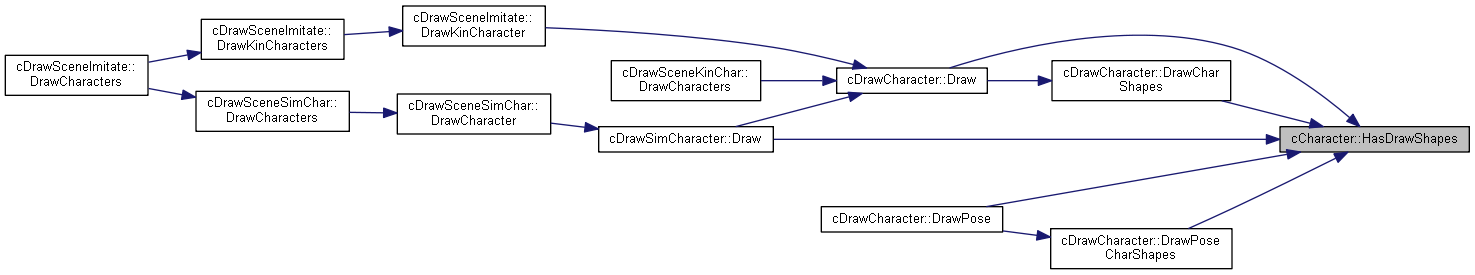 cDrawSceneImitate::
DrawCharacters
cDrawSceneImitate::
DrawKinCharacters
cDrawSceneImitate::
DrawKinCharacter
cDrawSceneSimChar::
DrawCharacters
cDrawSceneSimChar::
DrawCharacter
cDrawSceneKinChar::
DrawCharacters
cDrawSimCharacter::Draw
cDrawCharacter::Draw
cDrawCharacter::DrawChar
Shapes
cCharacter::HasDrawShapes
cDrawCharacter::DrawPose
cDrawCharacter::DrawPose
CharShapes